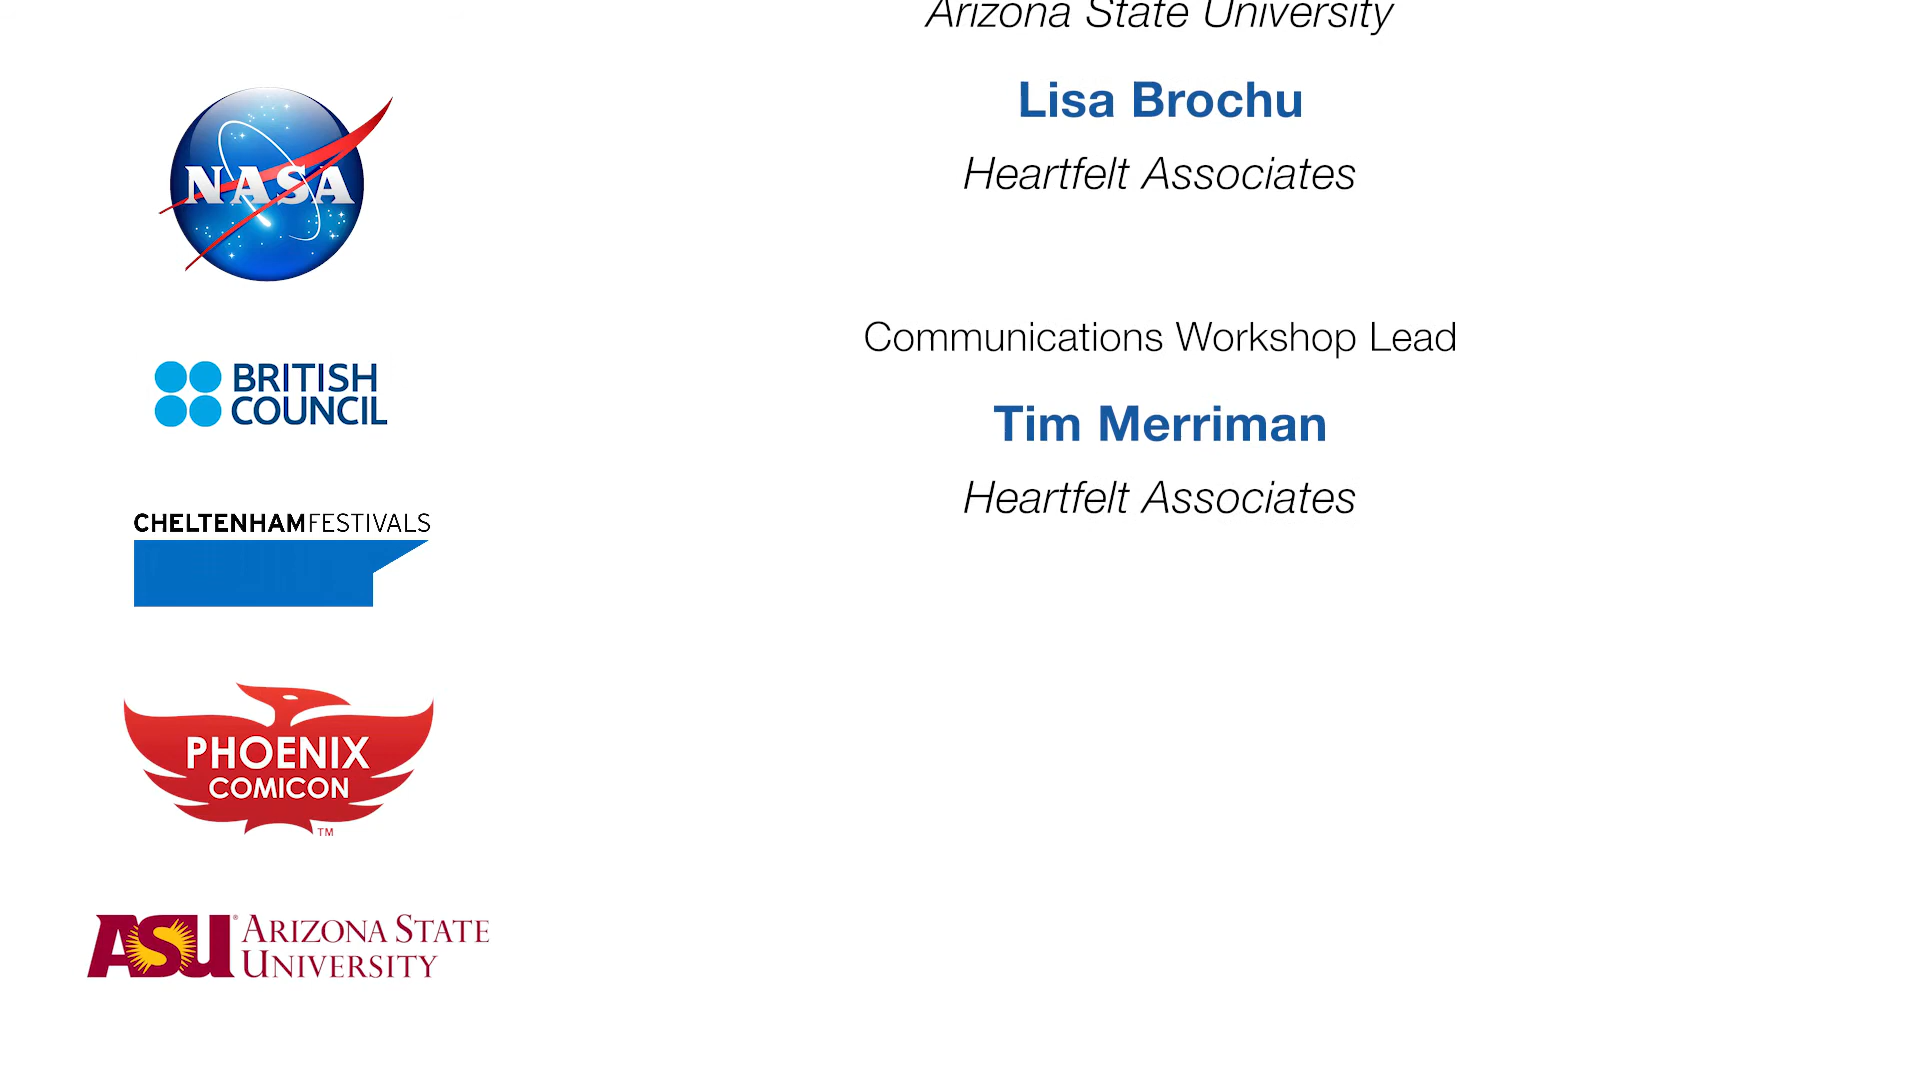 Arizona State University
Lisa Brochu
Heartfelt Associates
Communications Workshop Lead
Tim Merriman
Heartfelt Associates
NASA
BRITISH
COUNCIL
CHELTENHAMFESTIVALS
PHOENIX
COMICON
TM
ASU® ARIZONA STATE
UNIVERSITY